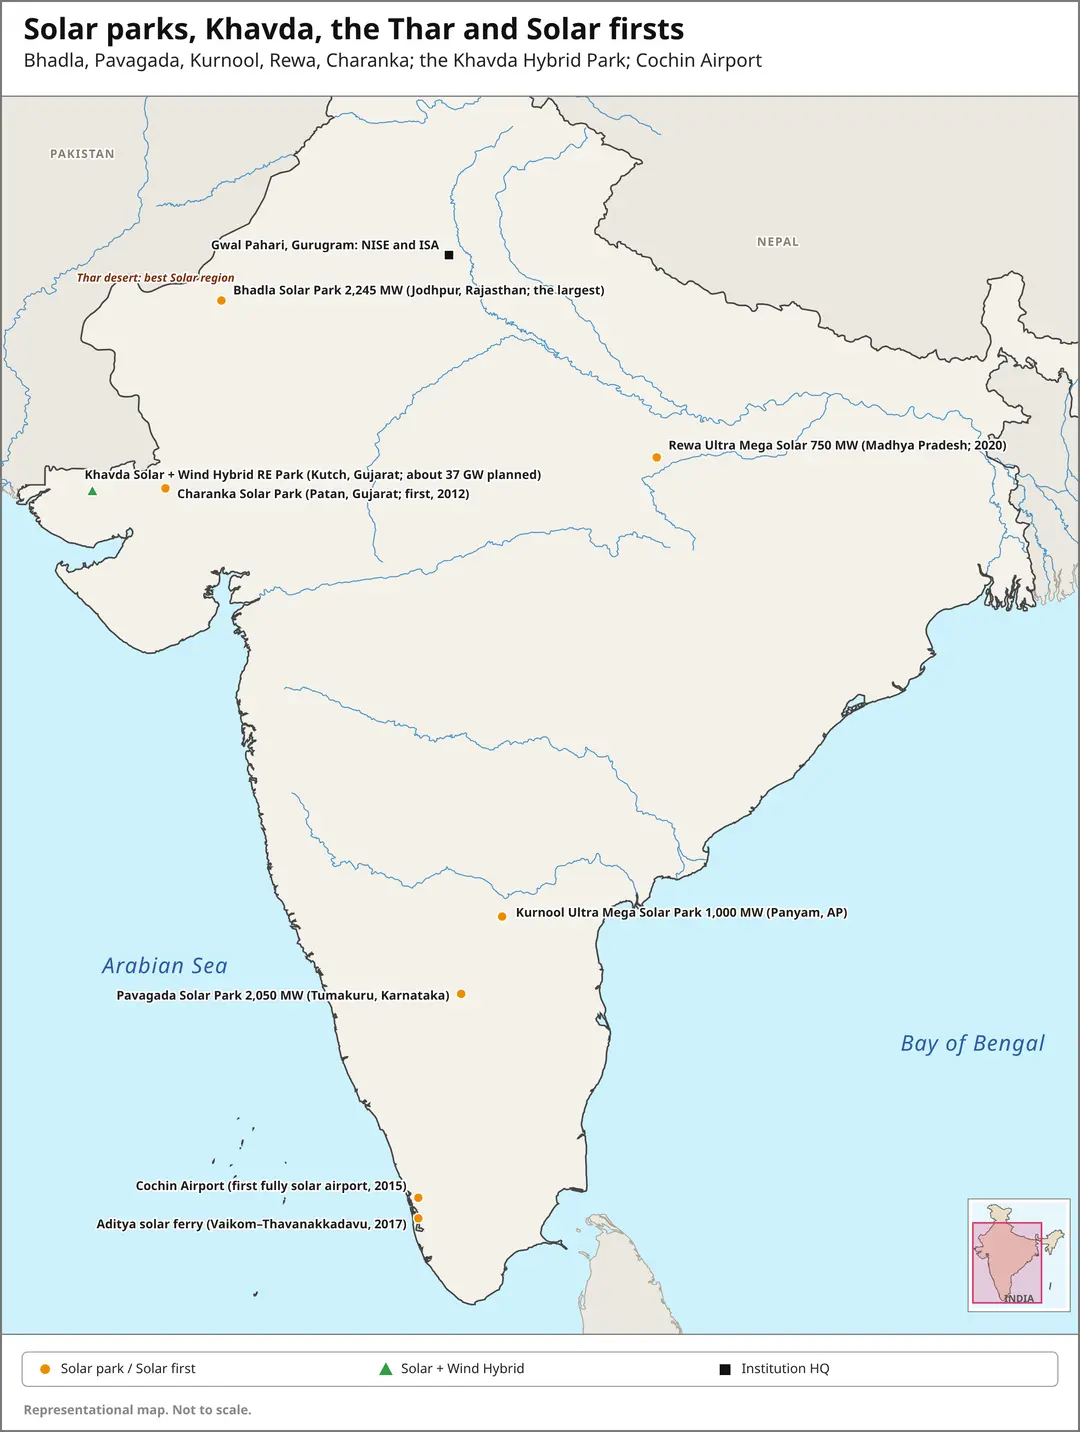 Solar parks, Khavda, the Thar and Solar firsts
Bhadla, Pavagada, Kurnool, Rewa, Charanka; the Khavda Hybrid Park; Cochin Airport
PAKISTAN
NEPAL
Gwal Pahari, Gurugram: NISE and ISA
Thar desert: best Solar region
Bhadla Solar Park 2,245 MW (Jodhpur, Rajasthan; the largest)
Rewa Ultra Mega Solar 750 MW (Madhya Pradesh; 2020)
Khavda Solar + Wind Hybrid RE Park (Kutch, Gujarat; about 37 GW planned)
Charanka Solar Park (Patan, Gujarat; first, 2012)
Kurnool Ultra Mega Solar Park 1,000 MW (Panyam, AP)
Arabian Sea
Pavagada Solar Park 2,050 MW (Tumakuru, Karnataka)
Bay of Bengal
Cochin Airport (first fully solar airport, 2015)
Aditya solar ferry (Vaikom–Thavanakkadavu, 2017)
INDIA
Solar park / Solar first
Solar + Wind Hybrid
Institution HQ
Representational map. Not to scale.